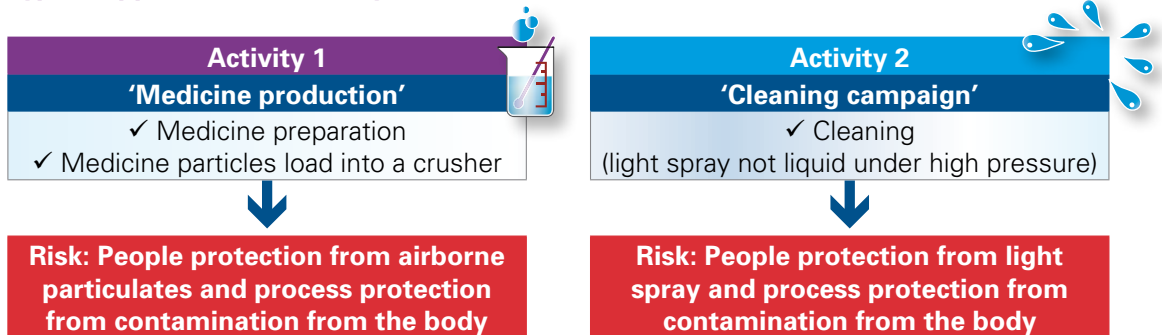 Activity 1
‘Medicine production’
✓ Medicine preparation
✓ Medicine particles load into a crusher
Risk: People protection from airborne
particulates and process protection
from contamination from the body
Activity 2
‘Cleaning campaign’
✓ Cleaning
(light spray not liquid under high pressure)
Risk: People protection from light
spray and process protection from
contamination from the body